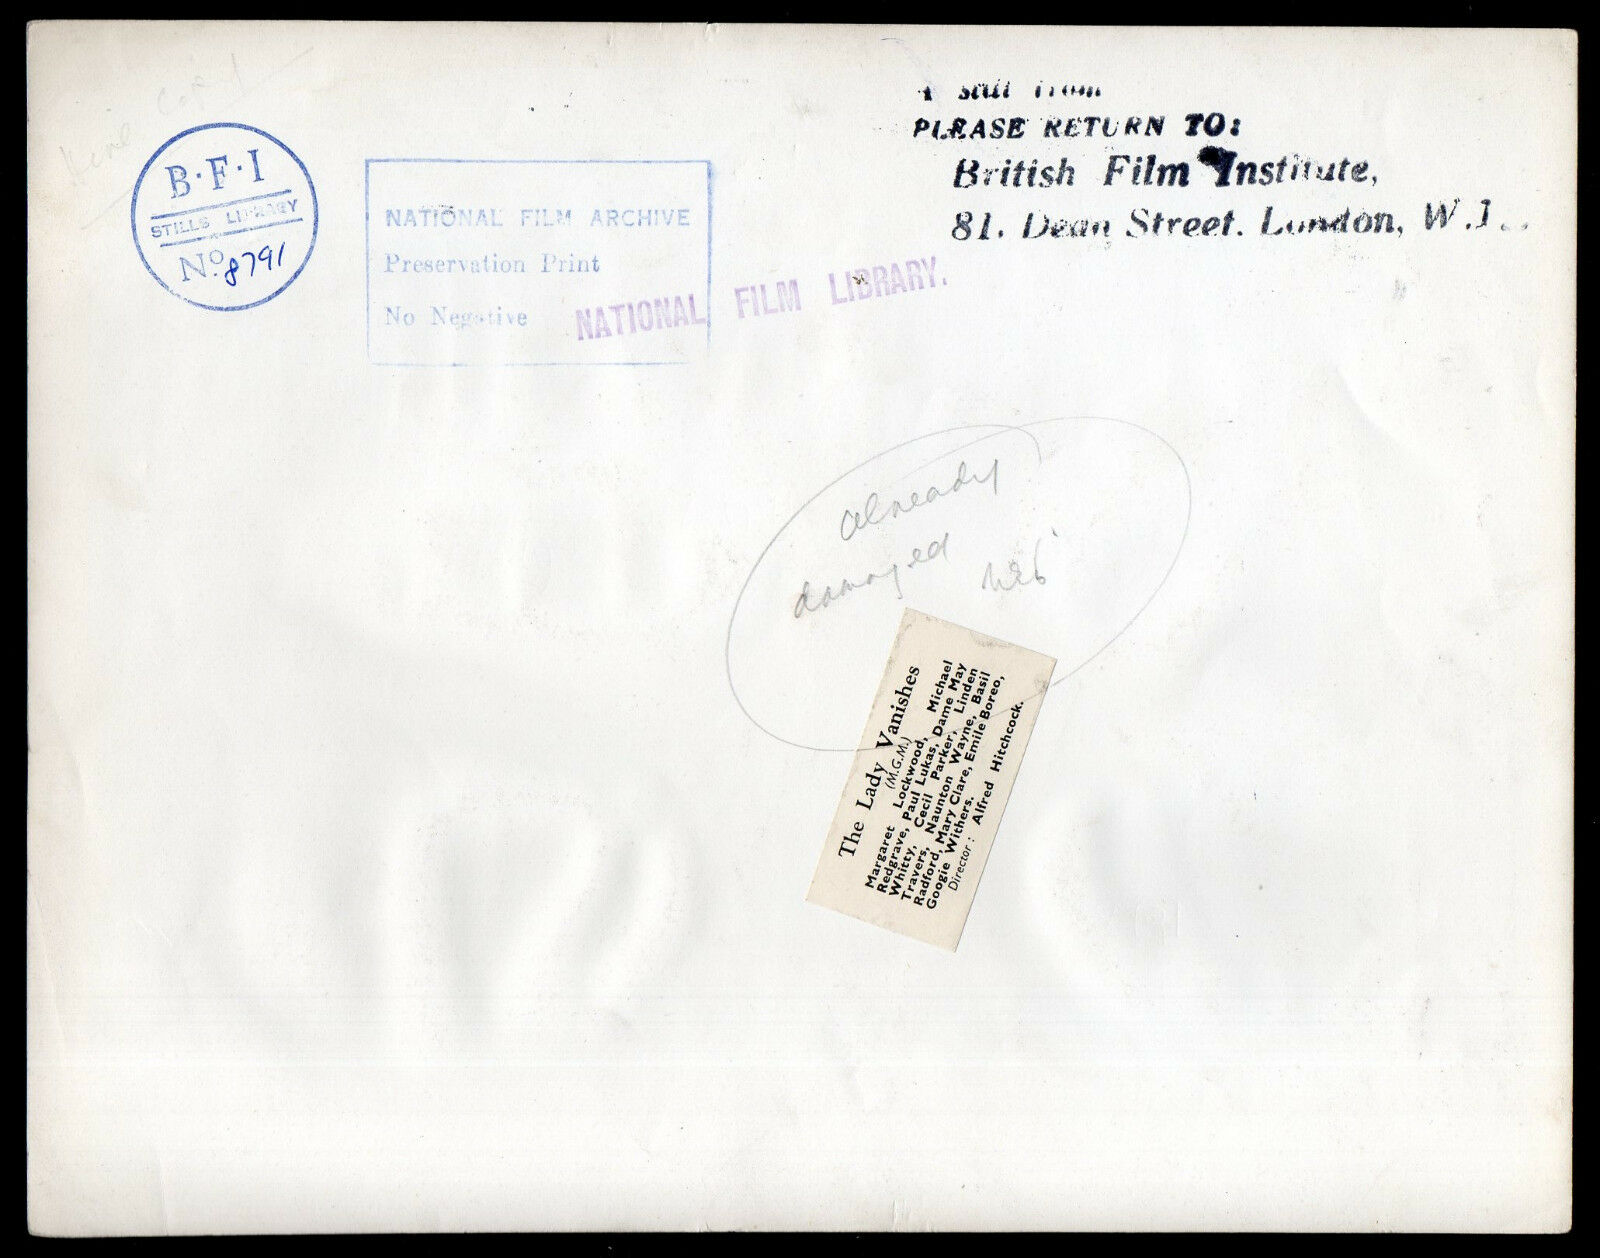 B·F·I
STILLS LIBRARY
No. 8791
NATIONAL FILM ARCHIVE
Preservation Print
No Negative
NATIONAL FILM LIBRARY.
still from
PLEASE RETURN TO:
British Film Institute,
81. Dean Street. London, W.1..
already
damaged
The Lady Vanishes
(M.G.M.)
Margaret Lockwood, Michael
Redgrave, Paul Lukas, Dame May
Whitty, Cecil Parker, Linden
Travers, Naunton Wayne, Basil
Radford, Mary Clare, Emile Boreo,
Googie Withers.
Director: Alfred Hitchcock.